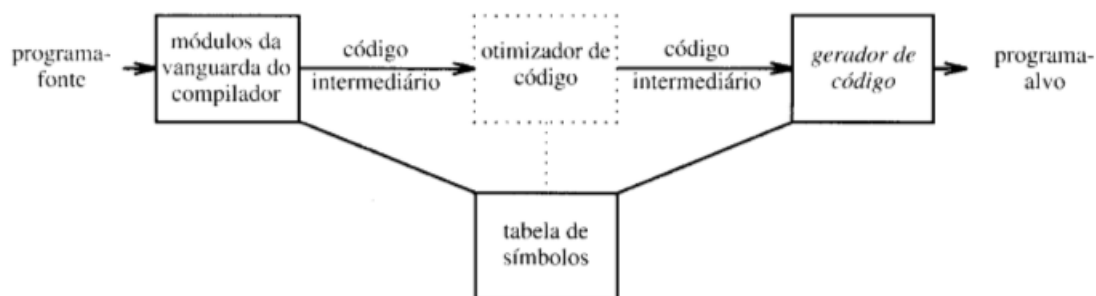 programa-
fonte
módulos da
vanguarda do
compilador
código
intermediário
otimizador de
código
código
intermediário
gerador de
código
programa-
alvo
tabela de
símbolos